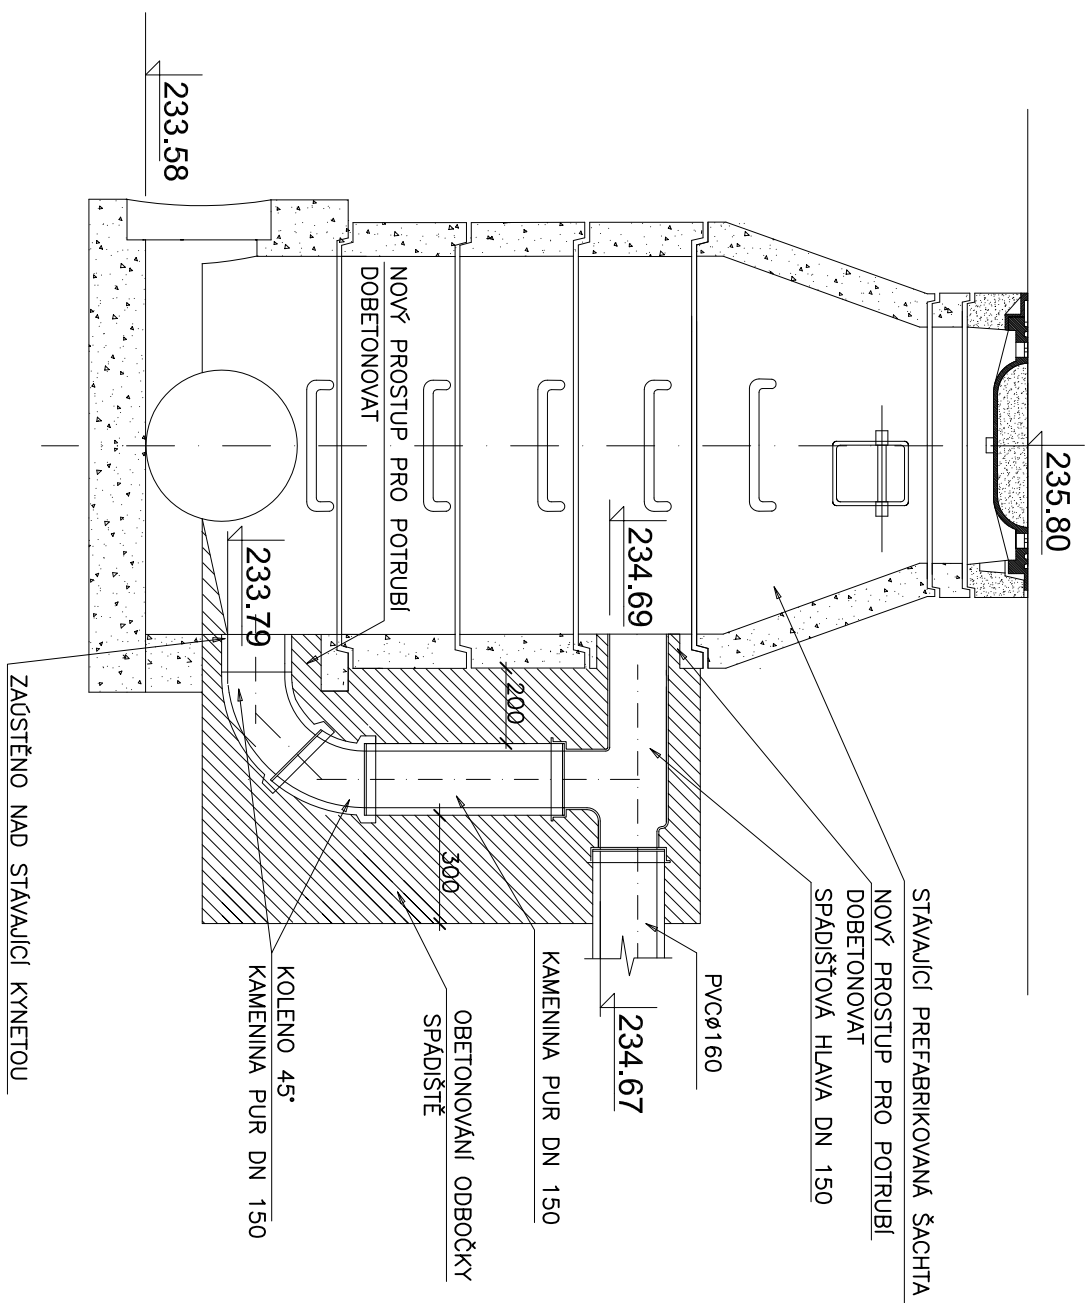 235.80
STÁVAJÍCÍ PREFABRIKOVANÁ ŠACHTA
NOVÝ PROSTUP PRO POTRUBÍ
DOBETONOVAT
SPÁDIŠŤOVÁ HLAVA DN 150
PVCø160
234.69
234.67
KAMENINA PUR DN 150
200
300
OBETONOVÁNÍ ODBOČKY
SPÁDIŠTĚ
NOVÝ PROSTUP PRO POTRUBÍ
DOBETONOVAT
KOLENO 45°
KAMENINA PUR DN 150
233.79
233.58
ZAÚSTĚNO NAD STÁVAJÍCÍ KYNETOU